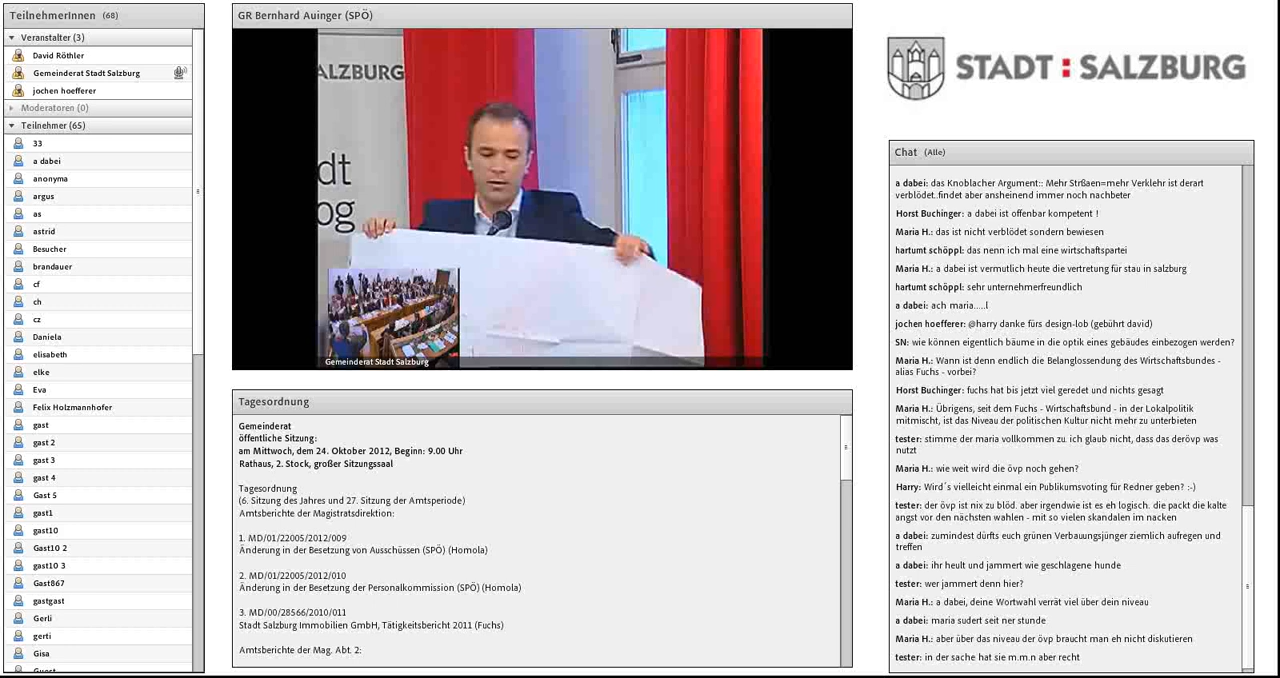 TeilnehmerInnen (68)
Veranstalter (3)
David Röthler
Gemeinderat Stadt Salzburg
jochen hoefferer
Moderatoren (0)
Teilnehmer (65)
33
a dabei
anonyma
argus
as
astrid
Besucher
brandauer
cf
ch
cz
Daniela
elisabeth
elke
Eva
Felix Holzmannhofer
gast
gast 2
gast 3
gast 4
Gast 5
gast1
gast10
Gast10 2
gast10 3
Gast867
gastgast
Gerli
gerti
Gisa
Guest
GR Bernhard Auinger (SPÖ)
ALZBURG
dt
og
Gemeinderat Stadt Salzburg
Tagesordnung
Gemeinderat
öffentliche Sitzung:
am Mittwoch, dem 24. Oktober 2012, Beginn: 9.00 Uhr
Rathaus, 2. Stock, großer Sitzungssaal
Tagesordnung
(6. Sitzung des Jahres und 27. Sitzung der Amtsperiode)
Amtsberichte der Magistratsdirektion:
1. MD/01/22005/2012/009
Änderung in der Besetzung von Ausschüssen (SPÖ) (Homola)
2. MD/01/22005/2012/010
Änderung in der Besetzung der Personalkommission (SPÖ) (Homola)
3. MD/00/28566/2010/011
Stadt Salzburg Immobilien GmbH, Tätigkeitsbericht 2011 (Fuchs)
Amtsberichte der Mag. Abt. 2:
STADT : SALZBURG
Chat (Alle)
a dabei: das Knoblacher Argument:: Mehr Strßaen=mehr Verkehr ist derart
verblödet..findet aber ansheinend immer noch nachbeter
Horst Buchinger: a dabei ist offenbar kompetent !
Maria H.: das ist nicht verblödet sondern bewiesen
hartumt schöppl: das nenn ich mal eine wirtschaftspartei
Maria H.: a dabei ist vermutlich heute die vertretung für stau in salzburg
hartumt schöppl: sehr unternehmerfreundlich
a dabei: ach maria.....l
jochen hoefferer: @harry danke fürs design-lob (gebührt david)
SN: wie können eigentlich bäume in die optik eines gebäudes einbezogen werden?
Maria H.: Wann ist denn endlich die Belanglossendung des Wirtschaftsbundes -
alias Fuchs - vorbei?
Horst Buchinger: fuchs hat bis jetzt viel geredet und nichts gesagt
Maria H.: Übrigens, seit dem Fuchs - Wirtschaftsbund - in der Lokalpolitik
mitmischt, ist das Niveau der politischen Kultur nicht mehr zu unterbieten
tester: stimme der maria vollkommen zu. ich glaub nicht, dass das derövp was
nutzt
Maria H.: wie weit wird die övp noch gehen?
Harry: Wird´s vielleicht einmal ein Publikumsvoting für Redner geben? :-)
tester: der övp ist nix zu blöd. aber irgendwie ist es eh logisch. die packt die kalte
angst vor den nächsten wahlen - mit so vielen skandalen im nacken
a dabei: zumindest dürfts euch grünen Verbauungsjünger ziemlich aufregen und
treffen
a dabei: ihr heult und jammert wie geschlagene hunde
tester: wer jammert denn hier?
Maria H.: a dabei, deine Wortwahl verrät viel über dein niveau
a dabei: maria sudert seit ner stunde
Maria H.: aber über das niveau der övp braucht man eh nicht diskutieren
tester: in der sache hat sie m.m.n aber recht